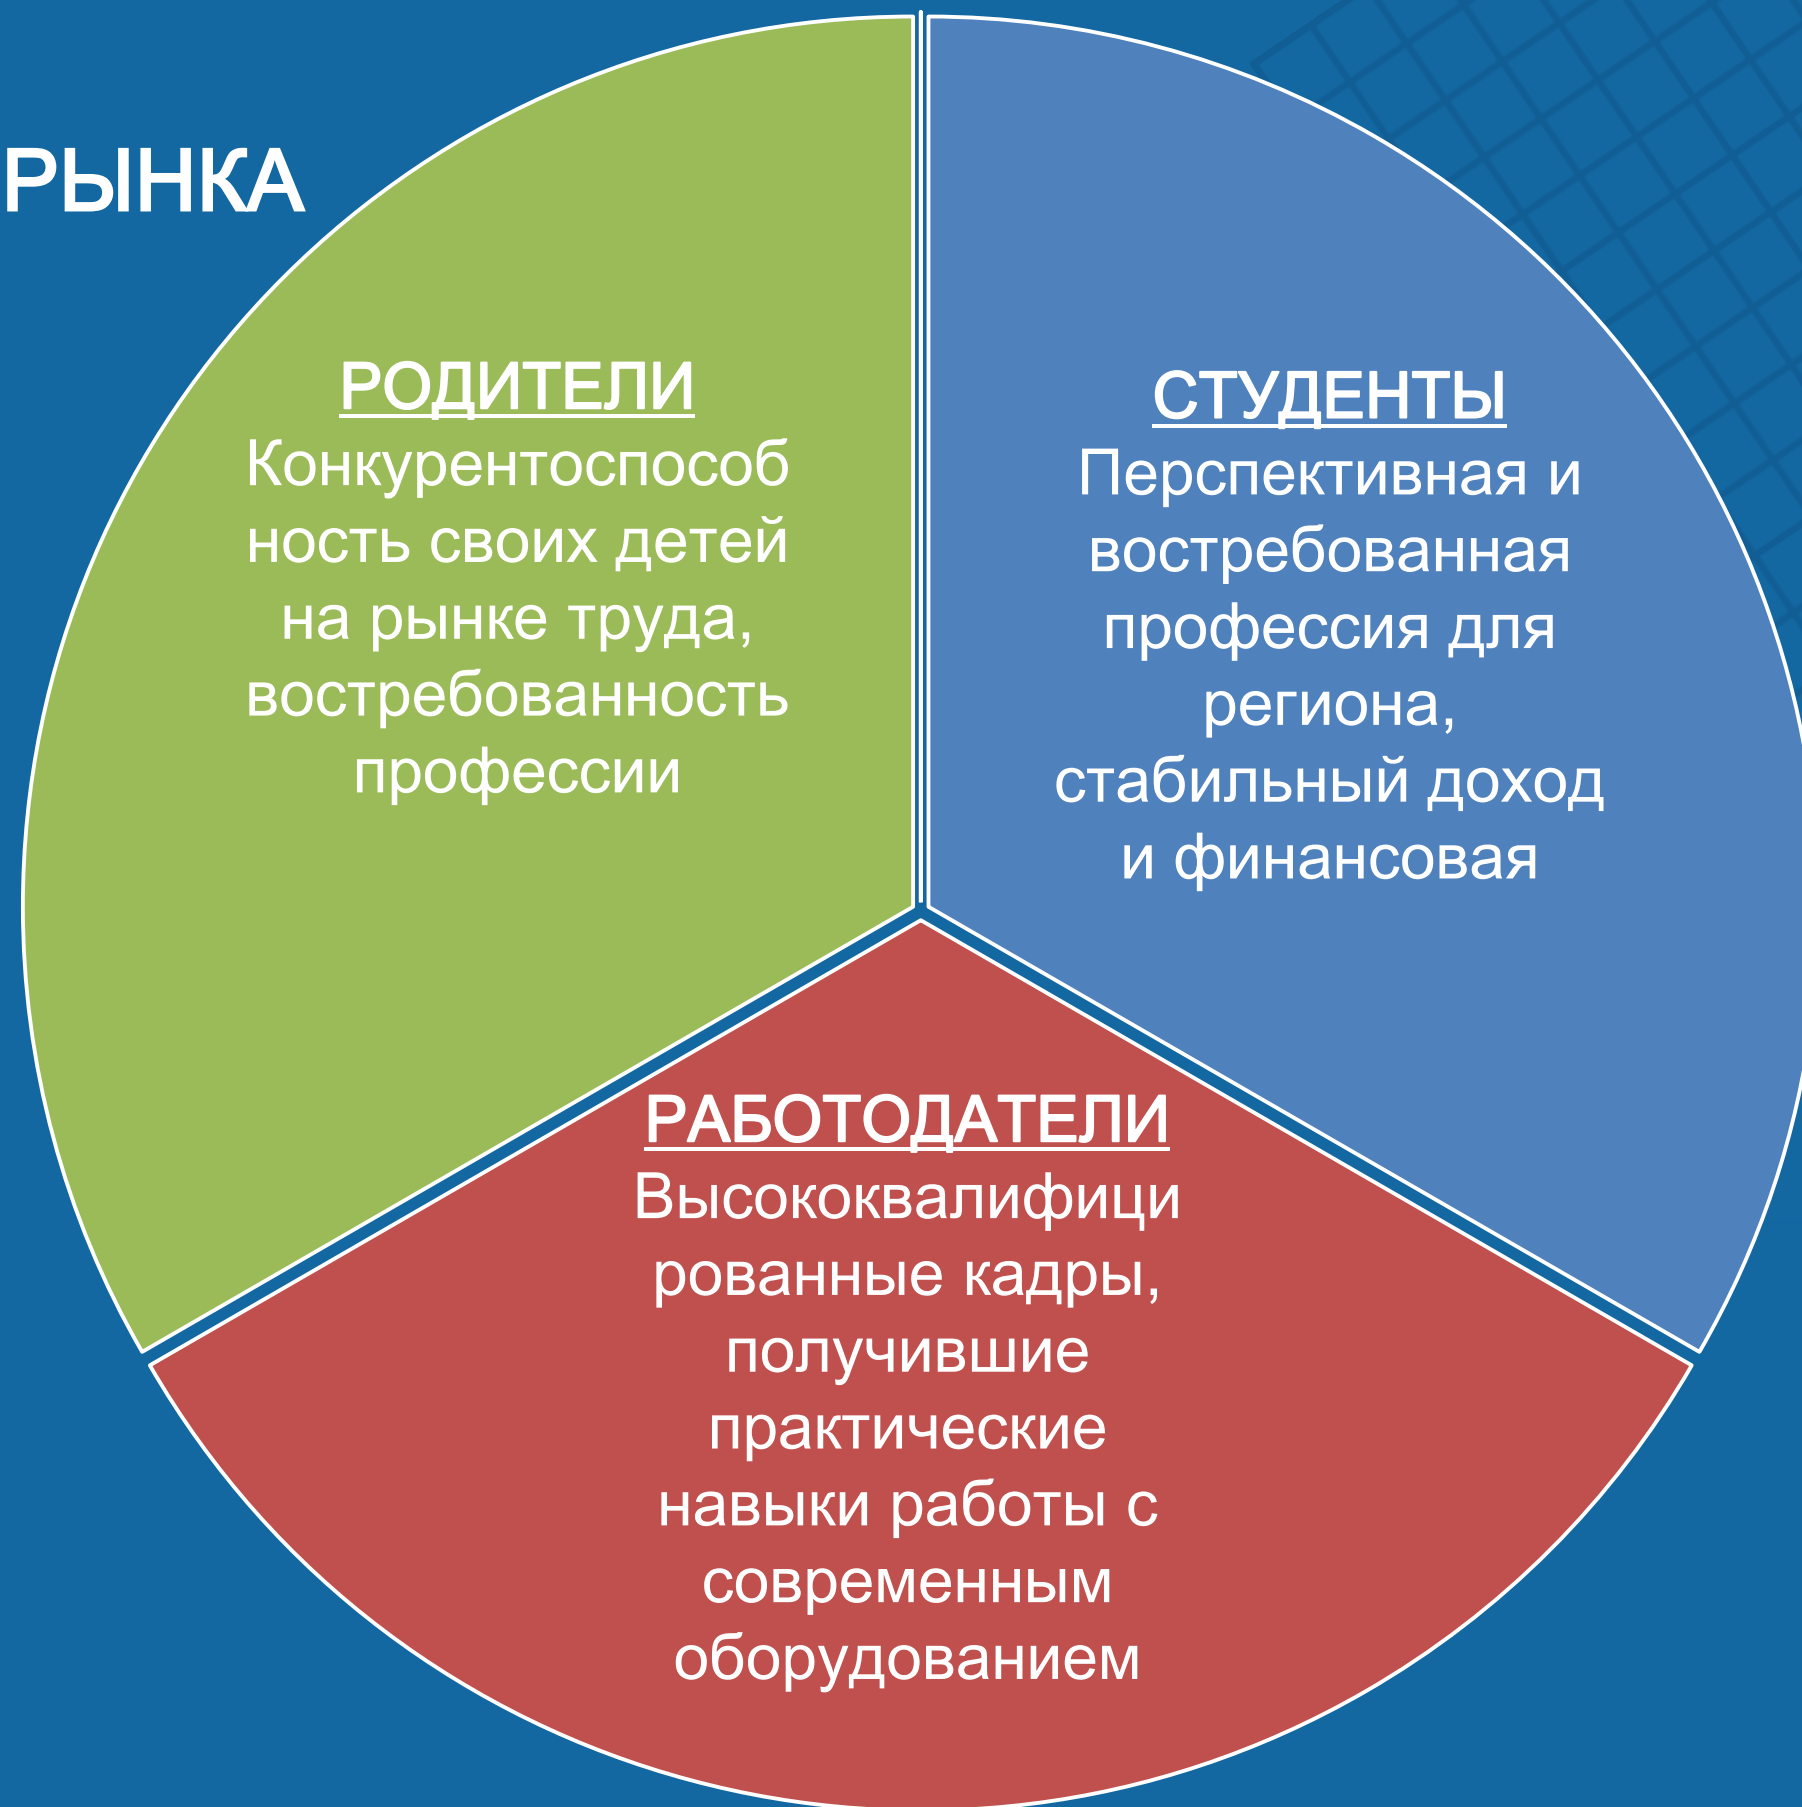 РЫНКА
РОДИТЕЛИ
Конкурентоспособ
ность своих детей
на рынке труда,
востребованность
профессии
СТУДЕНТЫ
Перспективная и
востребованная
профессия для
региона,
стабильный доход
и финансовая
РАБОТОДАТЕЛИ
Высококвалифици
рованные кадры,
получившие
практические
навыки работы с
современным
оборудованием